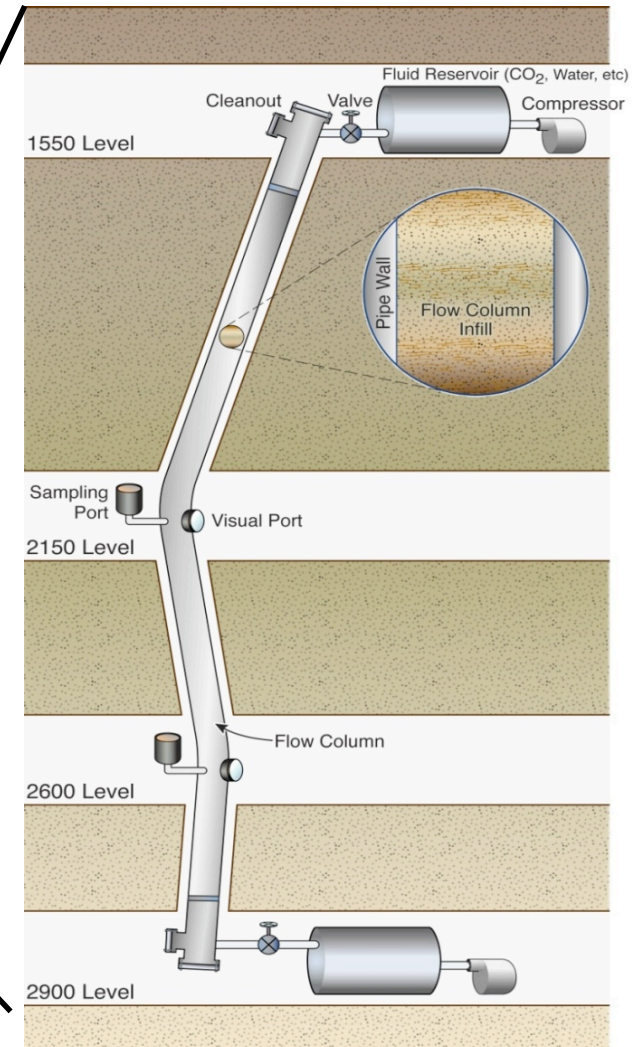 Fluid Reservoir (CO2, Water, etc)
Cleanout
Valve
Compressor
1550 Level
Pipe Wall
Flow Column
Infill
Sampling
Port
Visual Port
2150 Level
Flow Column
2600 Level
2900 Level